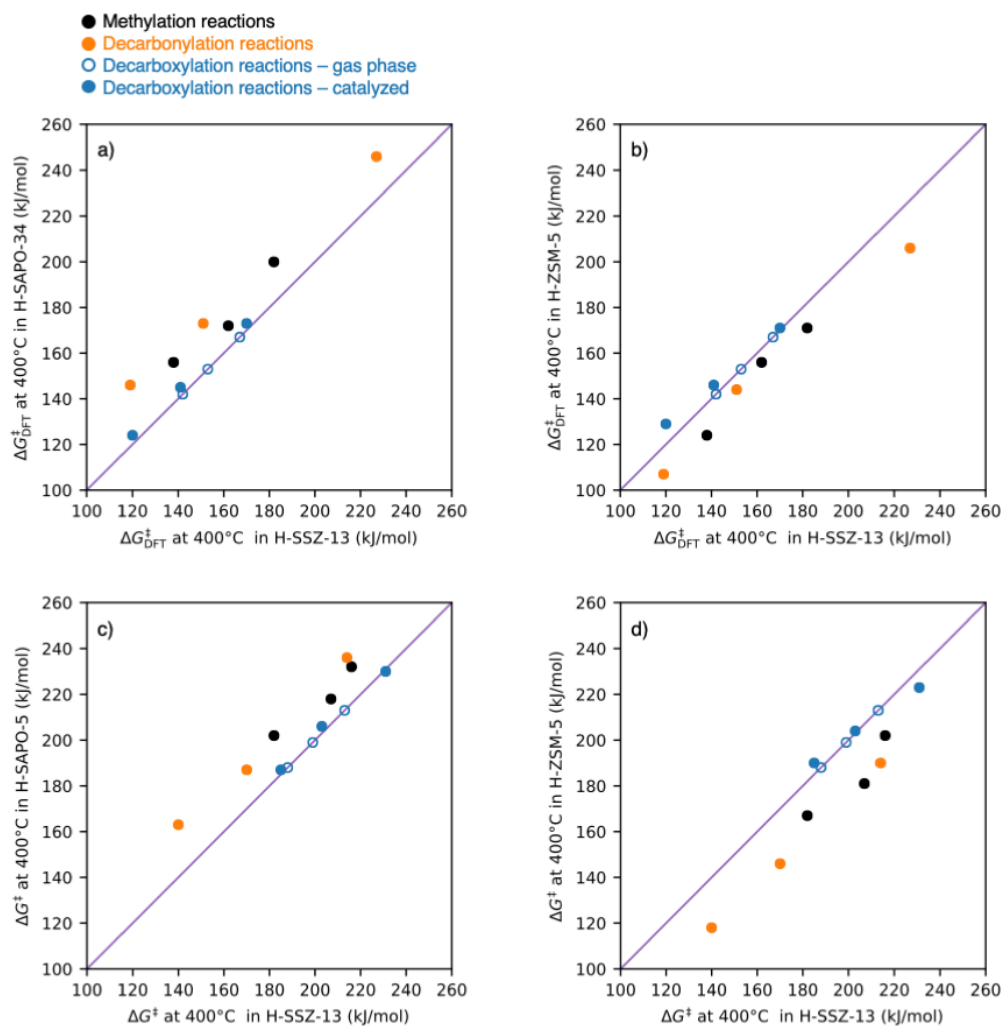 Methylation reactions
Decarbonylation reactions
Decarboxylation reactions – gas phase
Decarboxylation reactions – catalyzed
a)
260
240
220
200
180
160
140
120
100
100 120 140 160 180 200 220 240 260
ΔG‡DFT at 400°C in H-SAPO-34 (kJ/mol)
ΔG‡DFT at 400°C in H-SSZ-13 (kJ/mol)
b)
260
240
220
200
180
160
140
120
100
100 120 140 160 180 200 220 240 260
ΔG‡DFT at 400°C in H-ZSM-5 (kJ/mol)
ΔG‡DFT at 400°C in H-SSZ-13 (kJ/mol)
c)
260
240
220
200
180
160
140
120
100
100 120 140 160 180 200 220 240 260
ΔG‡ at 400°C in H-SAPO-5 (kJ/mol)
ΔG‡ at 400°C in H-SSZ-13 (kJ/mol)
d)
260
240
220
200
180
160
140
120
100
100 120 140 160 180 200 220 240 260
ΔG‡ at 400°C in H-ZSM-5 (kJ/mol)
ΔG‡ at 400°C in H-SSZ-13 (kJ/mol)